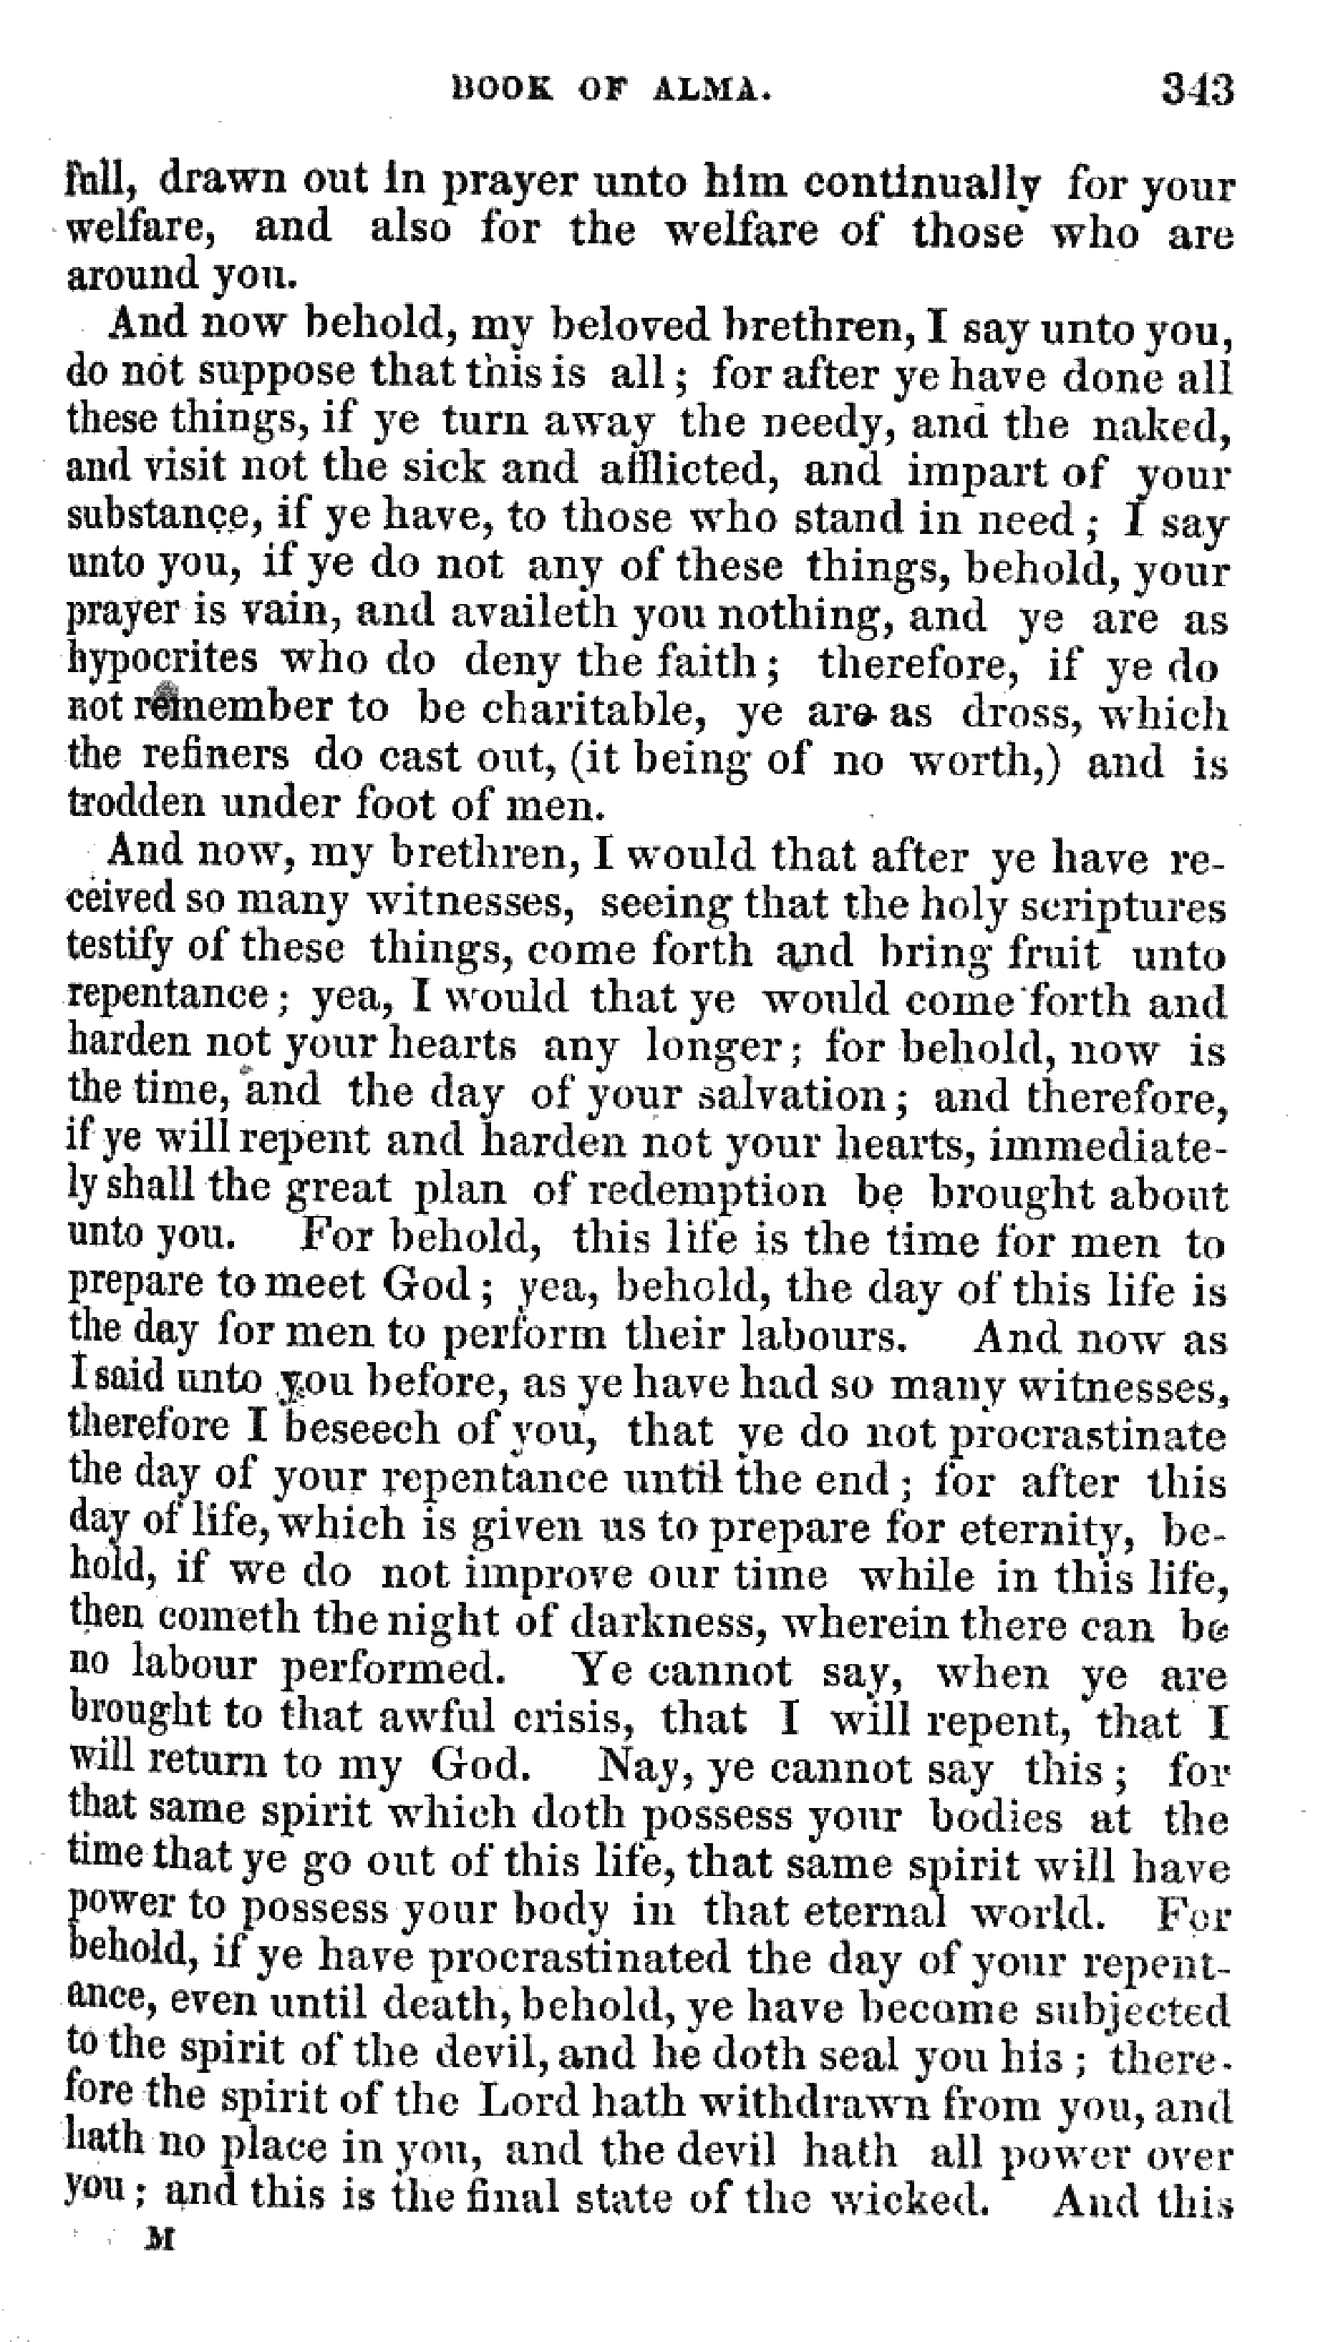 BOOK OF ALMA. 343
full, drawn out in prayer unto him continually for your
welfare, and also for the welfare of those who are
around you.
And now behold, my beloved brethren, I say unto you,
do not suppose that this is all; for after ye have done all
these things, if ye turn away the needy, and the naked,
and visit not the sick and afflicted, and impart of your
substance, if ye have, to those who stand in need; I say
unto you, if ye do not any of these things, behold, your
prayer is vain, and availeth you nothing, and ye are as
hypocrites who do deny the faith; therefore, if ye do
not remember to be charitable, ye are as dross, which
the refiners do cast out, (it being of no worth,) and is
trodden under foot of men.
And now, my brethren, I would that after ye have re-
ceived so many witnesses, seeing that the holy scriptures
testify of these things, come forth and bring fruit unto
repentance; yea, I would that ye would come forth and
harden not your hearts any longer; for behold, now is
the time, and the day of your salvation; and therefore,
if ye will repent and harden not your hearts, immediate-
ly shall the great plan of redemption be brought about
unto you. For behold, this life is the time for men to
prepare to meet God; yea, behold, the day of this life is
the day for men to perform their labours. And now as
I said unto you before, as ye have had so many witnesses,
therefore I beseech of you, that ye do not procrastinate
the day of your repentance until the end; for after this
day of life, which is given us to prepare for eternity, be-
hold, if we do not improve our time while in this life,
then cometh the night of darkness, wherein there can be
no labour performed. Ye cannot say, when ye are
brought to that awful crisis, that I will repent, that I
will return to my God. Nay, ye cannot say this; for
that same spirit which doth possess your bodies at the
time that ye go out of this life, that same spirit will have
power to possess your body in that eternal world. For
behold, if ye have procrastinated the day of your repent-
ance, even until death, behold, ye have become subjected
to the spirit of the devil, and he doth seal you his; there-
fore the spirit of the Lord hath withdrawn from you, and
hath no place in you, and the devil hath all power over
you; and this is the final state of the wicked. And this
M